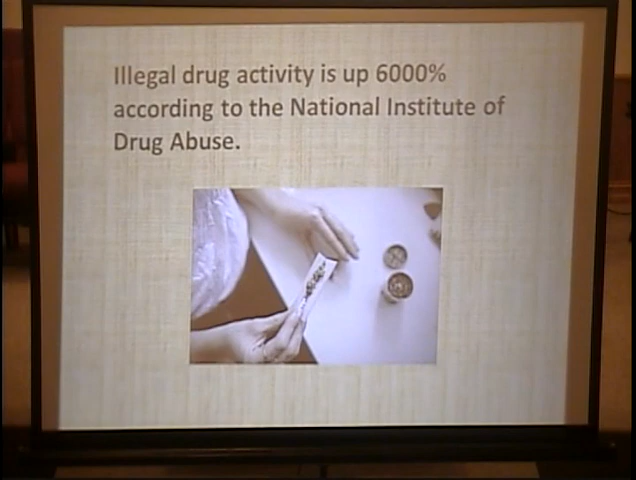 Illegal drug activity is up 6000%
according to the National Institute of
Drug Abuse.